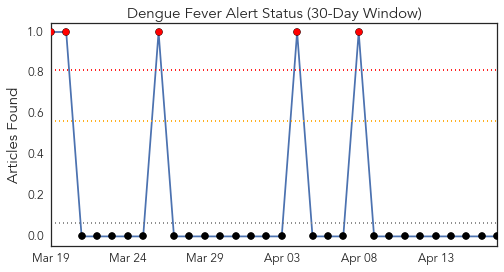 Dengue Fever Alert Status (30-Day Window)
Articles Found
1.0
0.8
0.6
0.4
0.2
0.0
Mar 19 Mar 24 Mar 29 Apr 03 Apr 08 Apr 13